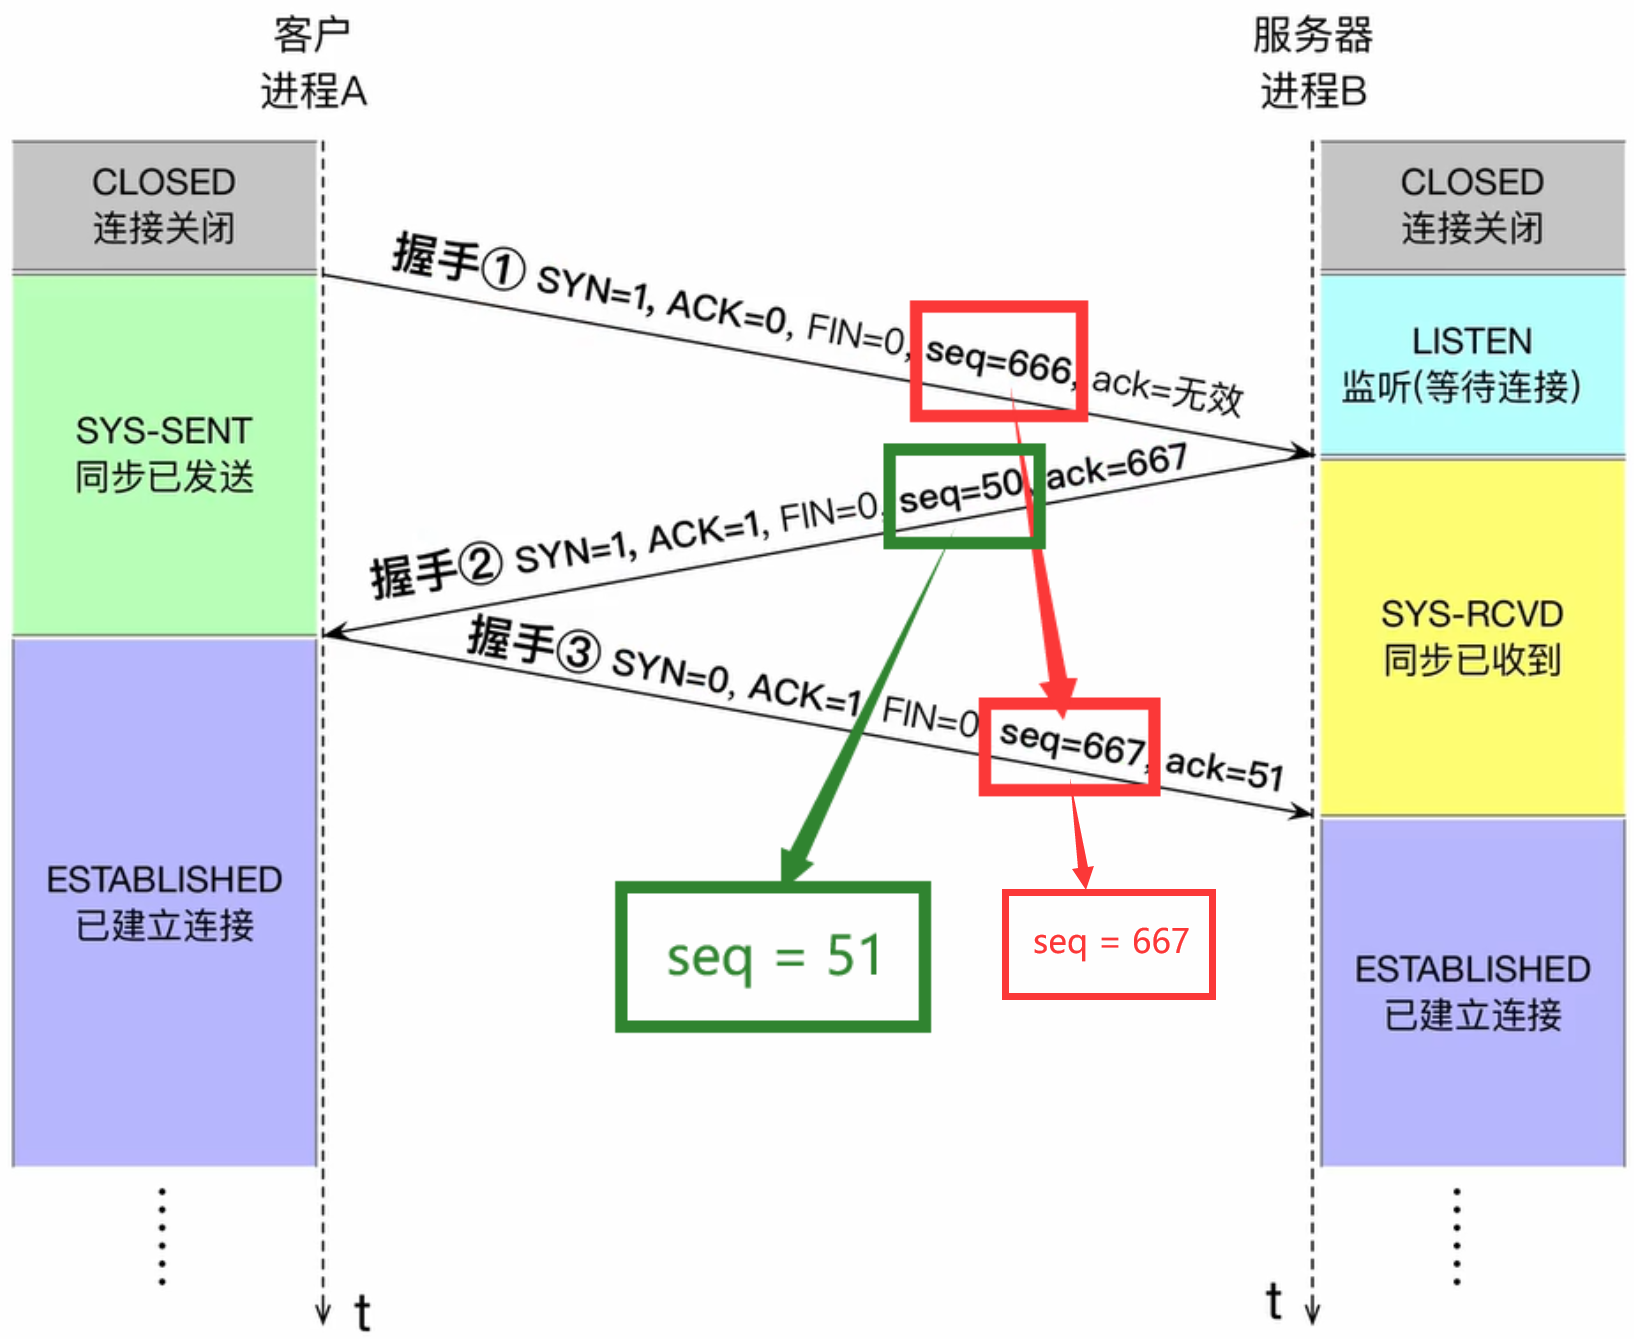 客户
进程A
服务器
进程B
CLOSED
连接关闭
CLOSED
连接关闭
握手① SYN=1, ACK=0, FIN=0, seq=666, ack=无效
LISTEN
监听(等待连接)
SYS-SENT
同步已发送
握手② SYN=1, ACK=1, FIN=0, seq=50, ack=667
SYS-RCVD
同步已收到
握手③ SYN=0, ACK=1, FIN=0, seq=667, ack=51
ESTABLISHED
已建立连接
seq = 51
seq = 667
ESTABLISHED
已建立连接
t
t